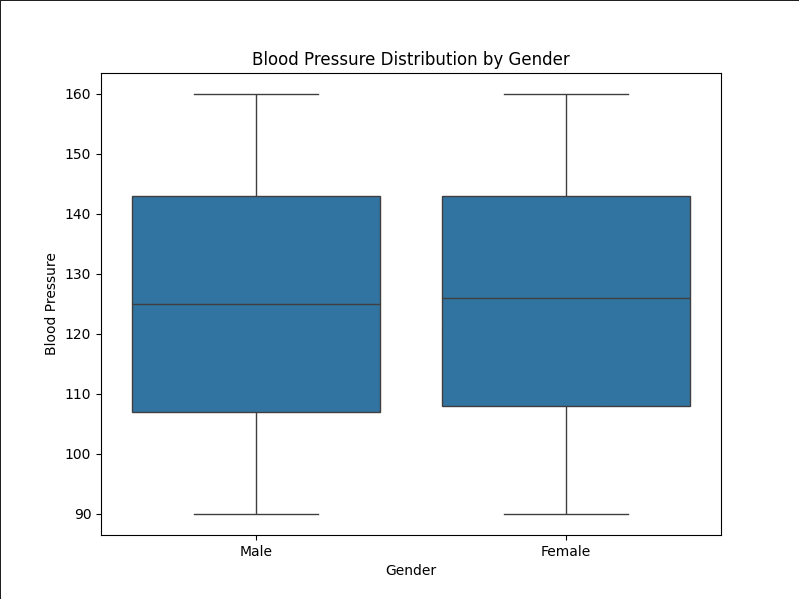 Blood Pressure Distribution by Gender
160
150
140
130
120
110
100
90
Blood Pressure
Male Female
Gender